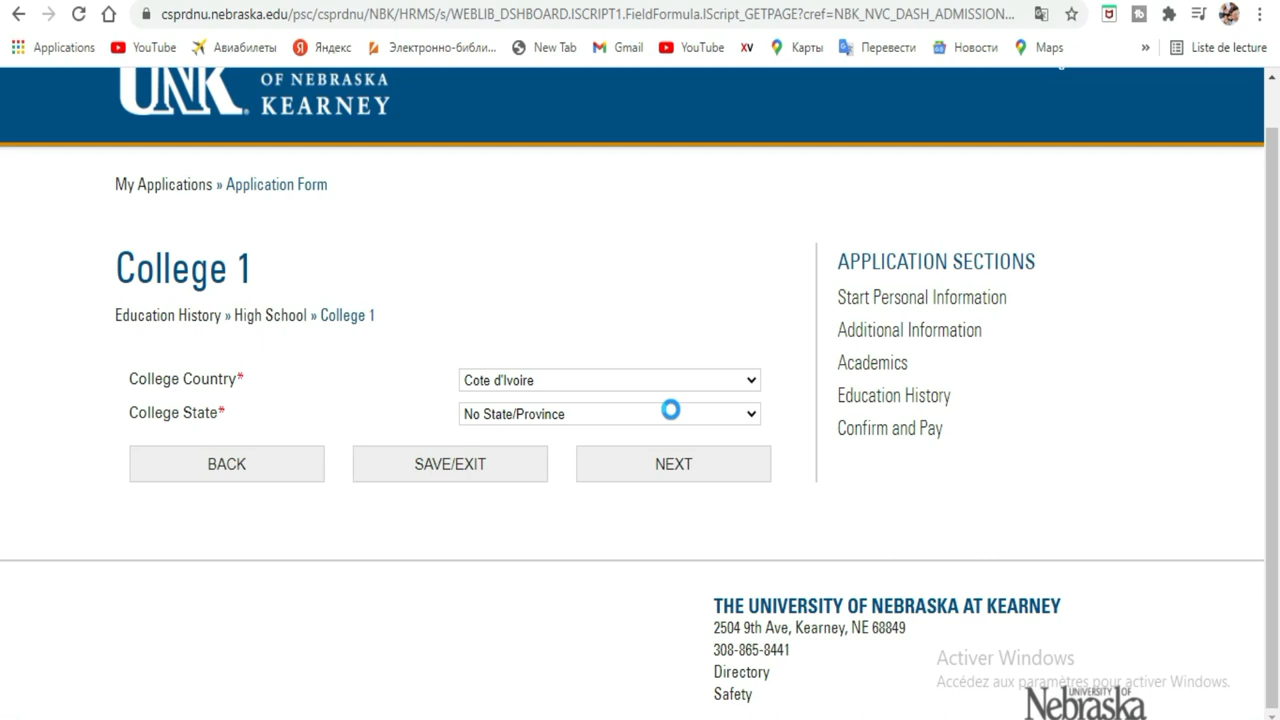 csprdnu.nebraska.edu/psc/csprdnu/NBK/HRMS/s/WEBLIB_DSHBOARD.ISCRIPT1.FieldFormula.IScript_GETPAGE?cref=NBK_NVC_DASH_ADMISSION...
Applications YouTube Авиабилеты Яндекс Электронно-библи... New Tab Gmail YouTube XV Карты Перевести Новости Maps » Liste de lecture
UNK OF NEBRASKA
KEARNEY
My Applications » Application Form
College 1
Education History » High School » College 1
College Country* Cote d'Ivoire
College State* No State/Province
BACK SAVE/EXIT NEXT
APPLICATION SECTIONS
Start Personal Information
Additional Information
Academics
Education History
Confirm and Pay
THE UNIVERSITY OF NEBRASKA AT KEARNEY
2504 9th Ave, Kearney, NE 68849
308-865-8441
Directory
Safety
Activer Windows
Accédez aux paramètres pour activer Windows.
UNIVERSITY OF
Nebraska